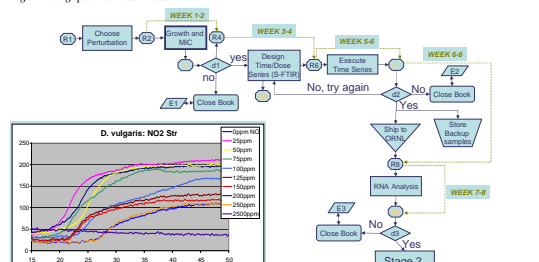 WEEK 1-2
R1
Choose
Perturbation
R2
Growth and
MIC
R4
WEEK 3-4
d1
yes
no
Design
Time/Dose
Series (S-FTIR)
R6
WEEK 5-6
Execute
Time Series
WEEK 6-6
E2
Close Book
No, try again
d2
No
Yes
E1
Close Book
Ship to
ORNL
Store
Backup
samples
R8
RNA Analysis
WEEK 7-8
E3
Close Book
No
d3
Yes
Stage 2
D. vulgaris: NO2 Str
250
200
150
100
50
0
15 20 25 30 35 40 45 50
0ppm NO
25ppm
50ppm
75ppm
100ppm
125ppm
150ppm
200ppm
250ppm
2500ppm